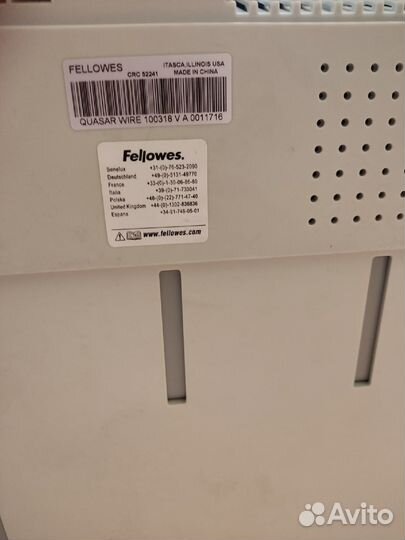 FELLOWES
ITASCA,ILLINOIS USA
CRC 52241
MADE IN CHINA
QUASAR WIRE 100318 V A 0011716
Fellowes.
Benelux +31-(0)-76-523-2090
Deutschland +49-(0)-5131-49770
France +33-(0)-1-30-06-86-80
Italia +39-(0)-71-730041
Polska +48-(0)-(22)-771-47-40
United Kingdom +44-(0)-1302-836836
Espana +34-91-748-05-01
www.fellowes.com
Avito